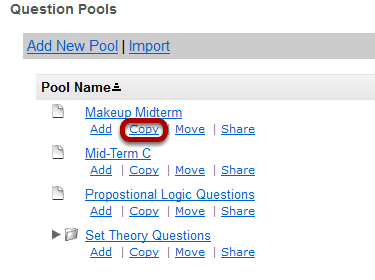 Question Pools
Add New Pool | Import
Pool Name
Makeup Midterm
Add | Copy | Move | Share
Mid-Term C
Add | Copy | Move | Share
Propostional Logic Questions
Add | Copy | Move | Share
Set Theory Questions
Add | Copy | Move | Share